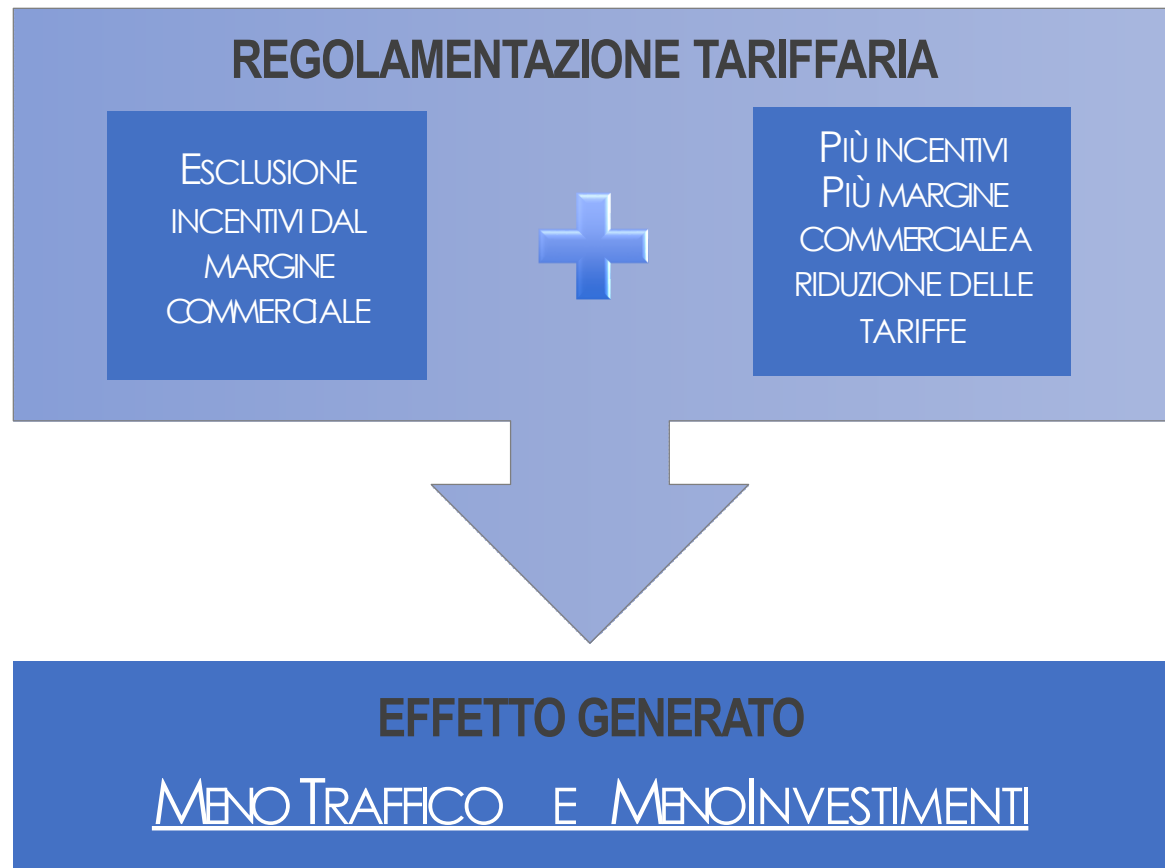 REGOLAMENTAZIONE TARIFFARIA
ESCLUSIONE
INCENTIVI DAL
MARGINE
COMMERCIALE
PIÙ INCENTIVI
PIÙ MARGINE
COMMERCIALE A
RIDUZIONE DELLE
TARIFFE
EFFETTO GENERATO
MENO TRAFFICO E MENO INVESTIMENTI